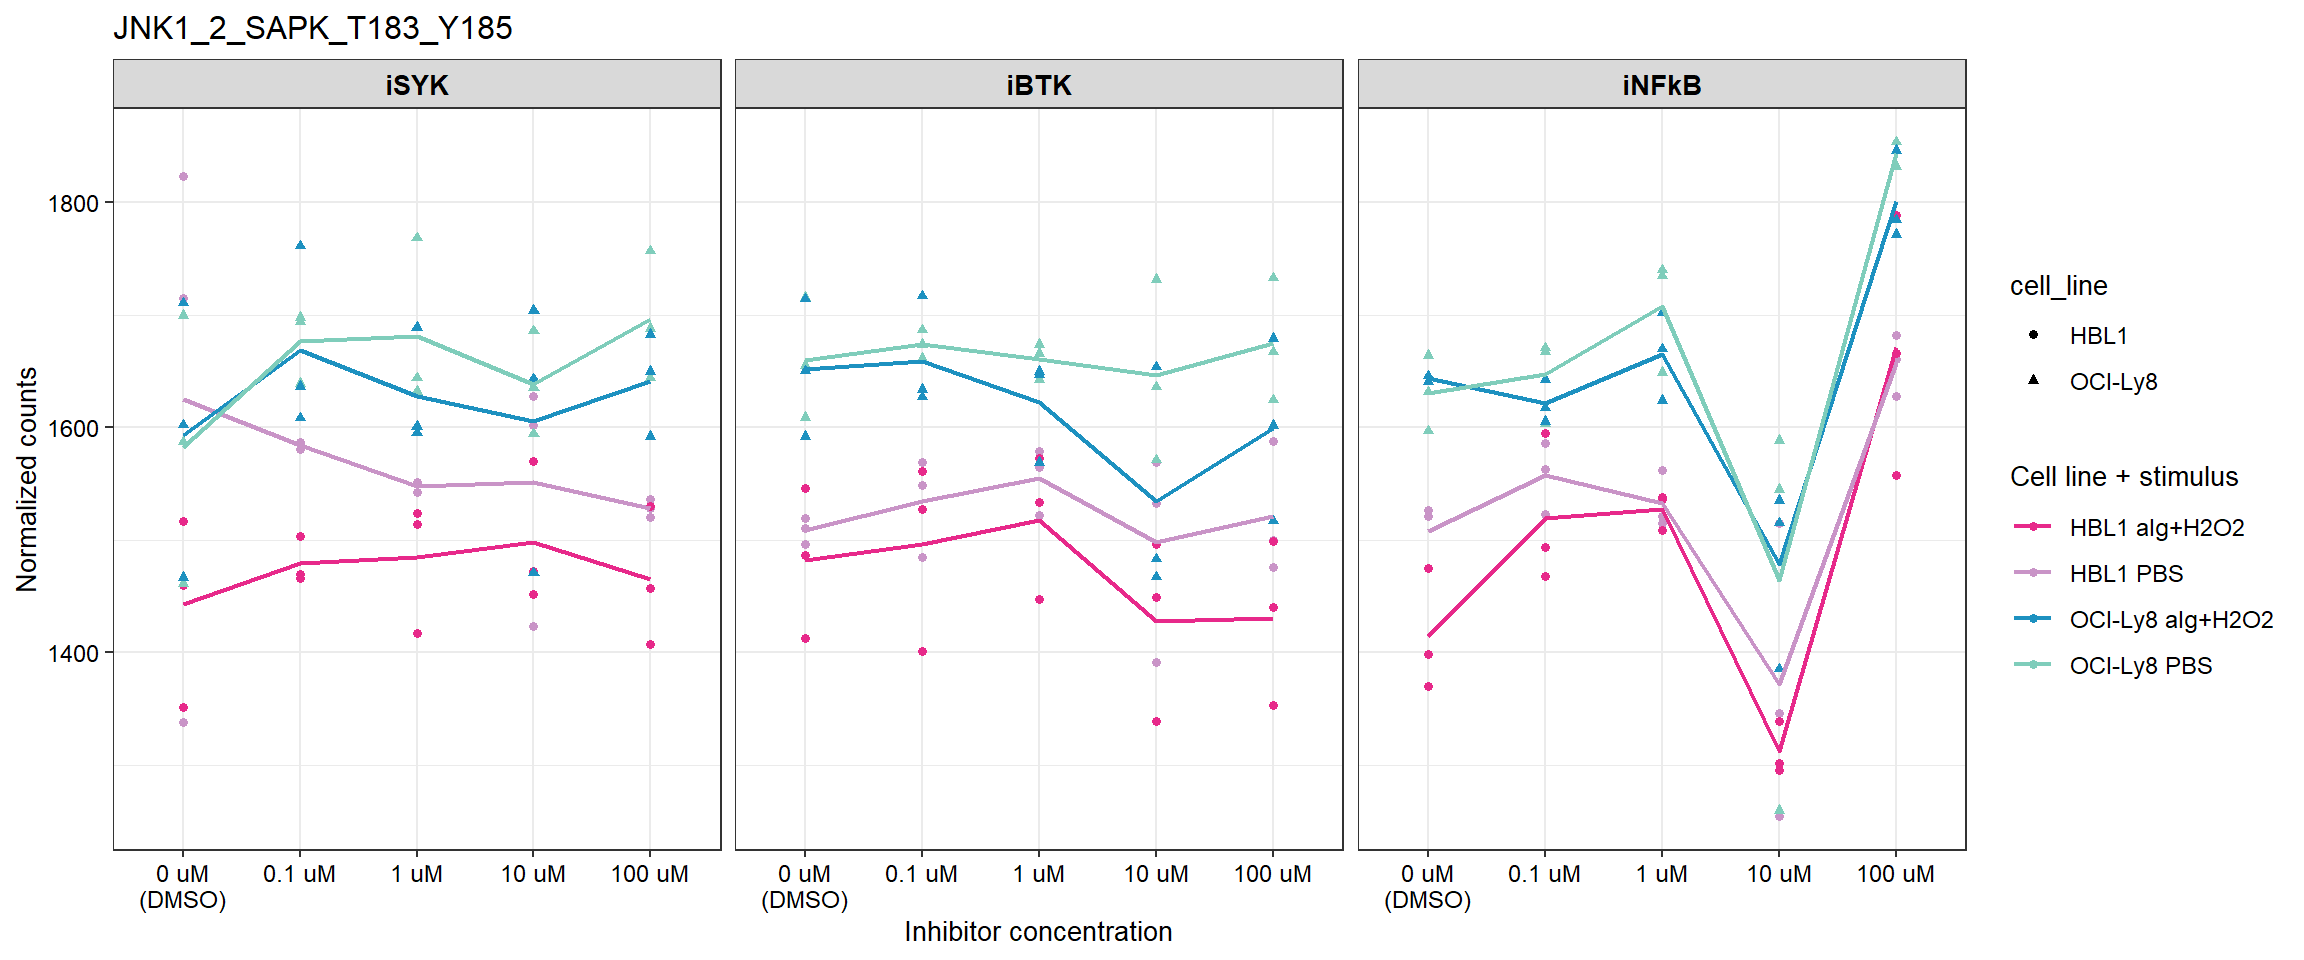 JNK1_2_SAPK_T183_Y185
iSYK
iBTK
iNFkB
Normalized counts
1800
1600
1400
0 uM
(DMSO)
0.1 uM
1 uM
10 uM
100 uM
0 uM
(DMSO)
0.1 uM
1 uM
10 uM
100 uM
0 uM
(DMSO)
0.1 uM
1 uM
10 uM
100 uM
Inhibitor concentration
cell_line
HBL1
OCI-Ly8
Cell line + stimulus
HBL1 aIg+H2O2
HBL1 PBS
OCI-Ly8 aIg+H2O2
OCI-Ly8 PBS